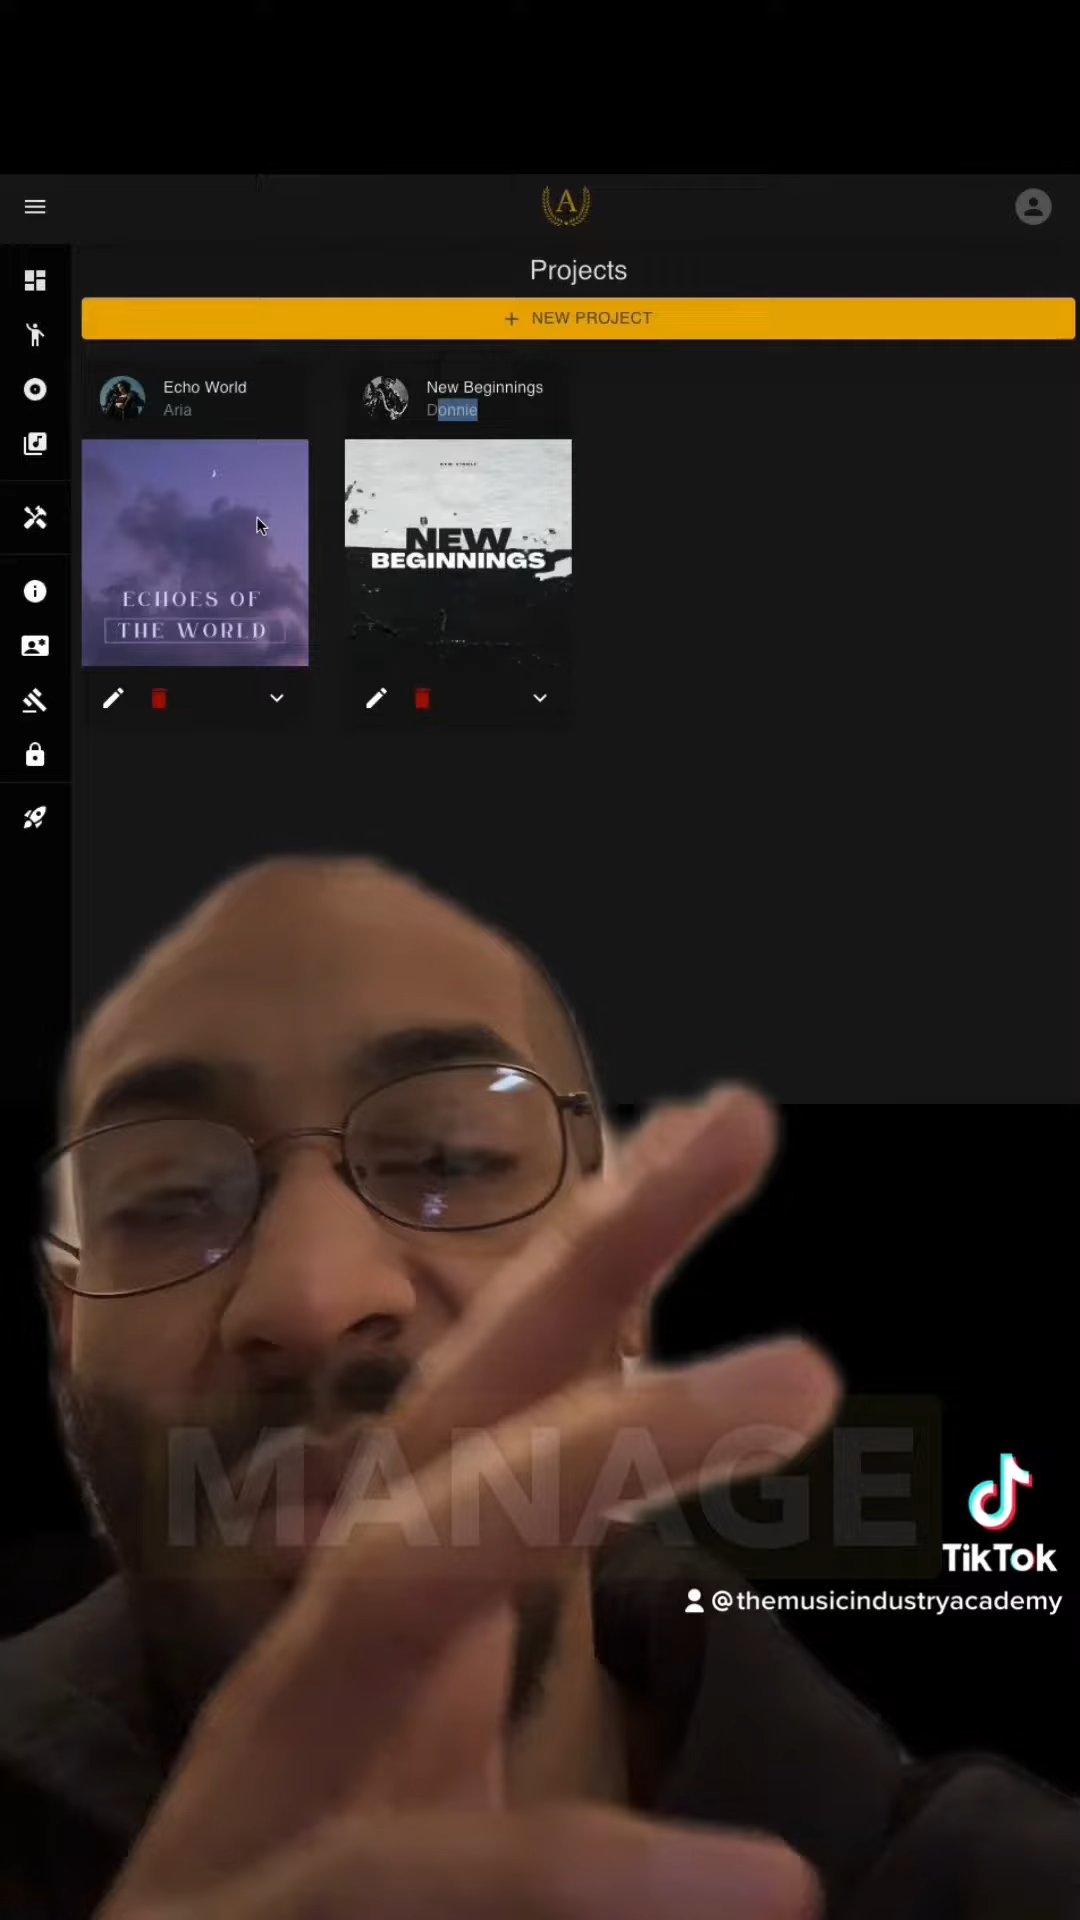 A
Projects
+ NEW PROJECT
Echo World
Aria
New Beginnings
Donnie
ECHOES OF
THE WORLD
NEW
BEGINNINGS
MANAGE
TikTok
@themusicindustryacademy